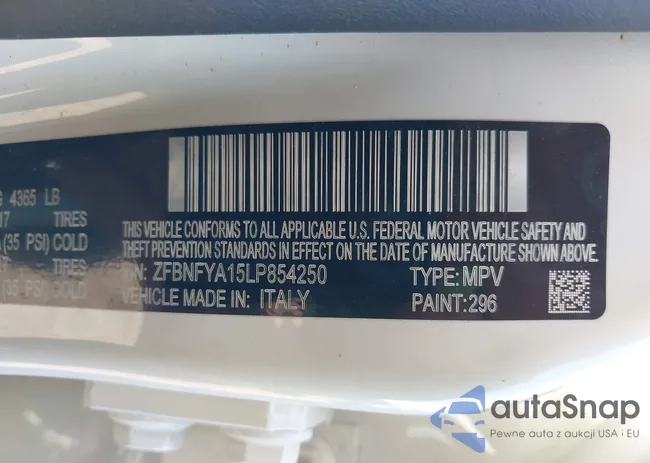 G 4365 LB
17 TIRES
(35 PSI) COLD
TIRES
(35 PSI) COLD
THIS VEHICLE CONFORMS TO ALL APPLICABLE U.S. FEDERAL MOTOR VEHICLE SAFETY AND
THEFT PREVENTION STANDARDS IN EFFECT ON THE DATE OF MANUFACTURE SHOWN ABOVE.
ZFBNFYA15LP854250 TYPE: MPV
VEHICLE MADE IN: ITALY PAINT: 296
autaSnap
Pewne auta z aukcji USA i EU